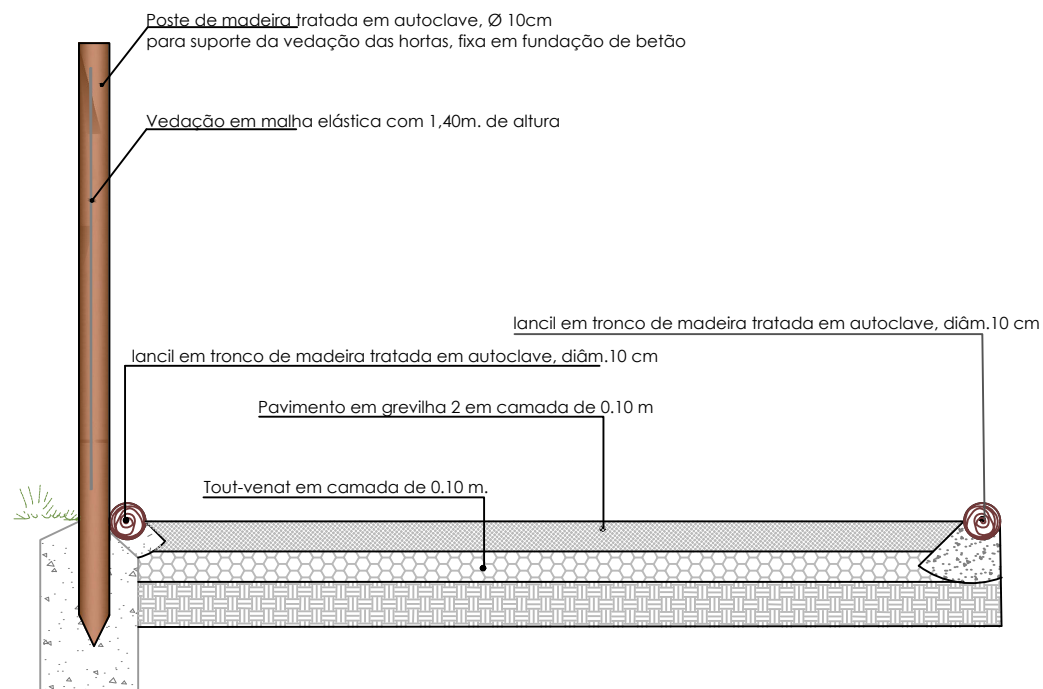 Poste de madeira tratada em autoclave, Ø 10cm
para suporte da vedação das hortas, fixa em fundação de betão
Vedação em malha elástica com 1,40m. de altura
lancil em tronco de madeira tratada em autoclave, diâm.10 cm
lancil em tronco de madeira tratada em autoclave, diâm.10 cm
Pavimento em grevilha 2 em camada de 0.10 m
Tout-venat em camada de 0.10 m.